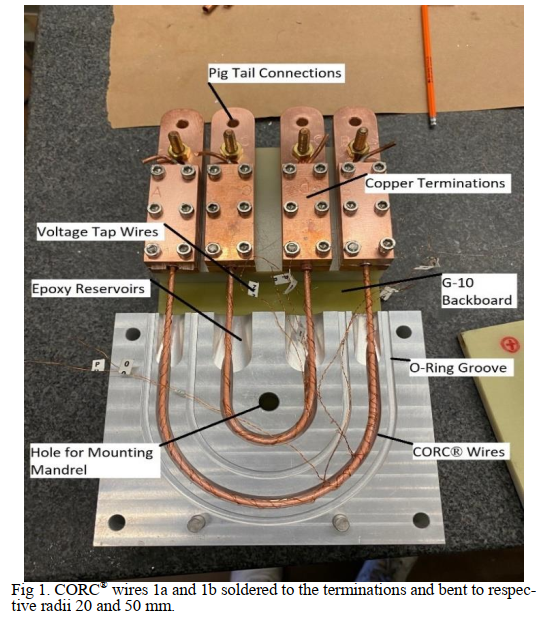 Pig Tail Connections
Copper Terminations
Voltage Tap Wires
Epoxy Reservoirs
G-10
Backboard
O-Ring Groove
Hole for Mounting
Mandrel
CORC® Wires
A
P
O
Fig 1. CORC® wires 1a and 1b soldered to the terminations and bent to respec-
tive radii 20 and 50 mm.